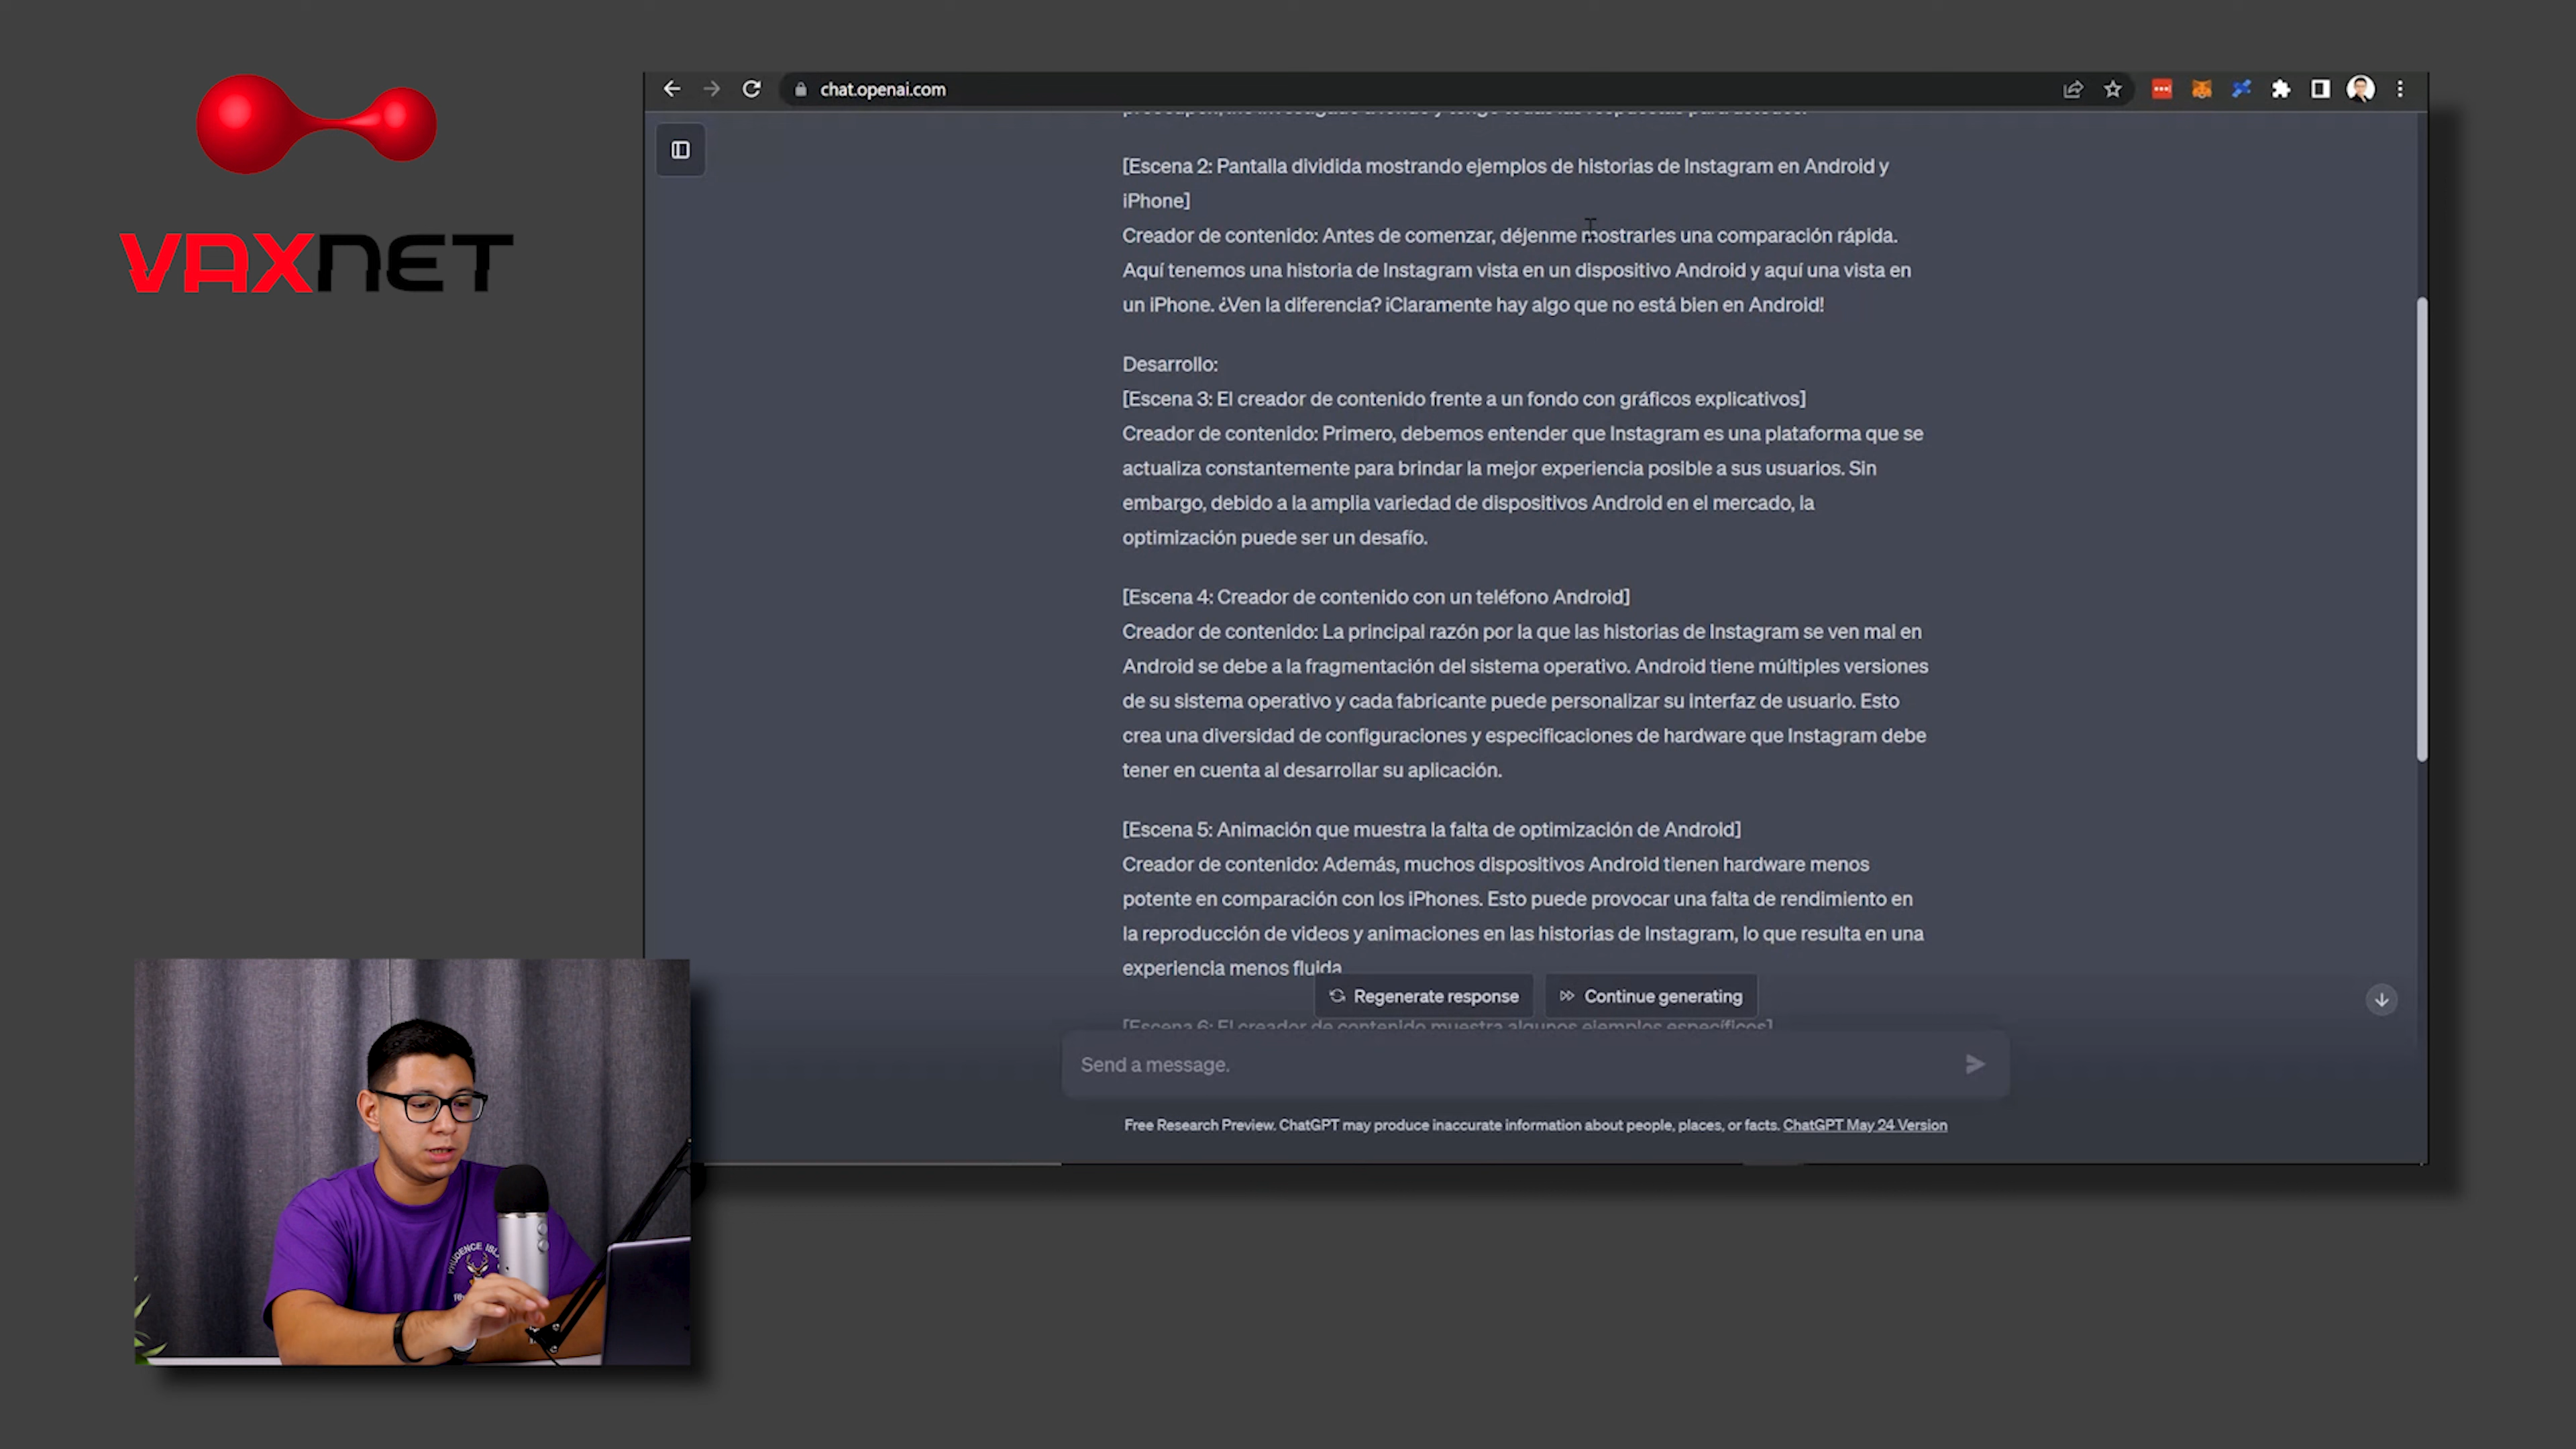 VAXNET
chat.openai.com
[Escena 2: Pantalla dividida mostrando ejemplos de historias de Instagram en Android y
iPhone]
Creador de contenido: Antes de comenzar, déjenme mostrarles una comparación rápida.
Aquí tenemos una historia de Instagram vista en un dispositivo Android y aquí una vista en
un iPhone. ¿Ven la diferencia? ¡Claramente hay algo que no está bien en Android!
Desarrollo:
[Escena 3: El creador de contenido frente a un fondo con gráficos explicativos]
Creador de contenido: Primero, debemos entender que Instagram es una plataforma que se
actualiza constantemente para brindar la mejor experiencia posible a sus usuarios. Sin
embargo, debido a la amplia variedad de dispositivos Android en el mercado, la
optimización puede ser un desafío.
[Escena 4: Creador de contenido con un teléfono Android]
Creador de contenido: La principal razón por la que las historias de Instagram se ven mal en
Android se debe a la fragmentación del sistema operativo. Android tiene múltiples versiones
de su sistema operativo y cada fabricante puede personalizar su interfaz de usuario. Esto
crea una diversidad de configuraciones y especificaciones de hardware que Instagram debe
tener en cuenta al desarrollar su aplicación.
[Escena 5: Animación que muestra la falta de optimización de Android]
Creador de contenido: Además, muchos dispositivos Android tienen hardware menos
potente en comparación con los iPhones. Esto puede provocar una falta de rendimiento en
la reproducción de videos y animaciones en las historias de Instagram, lo que resulta en una
experiencia menos fluida
Regenerate response
Continue generating
[Escena 6: El creador de contenido muestra algunos ejemplos específicos]
Send a message.
Free Research Preview. ChatGPT may produce inaccurate information about people, places, or facts. ChatGPT May 24 Version
PRUDENCE